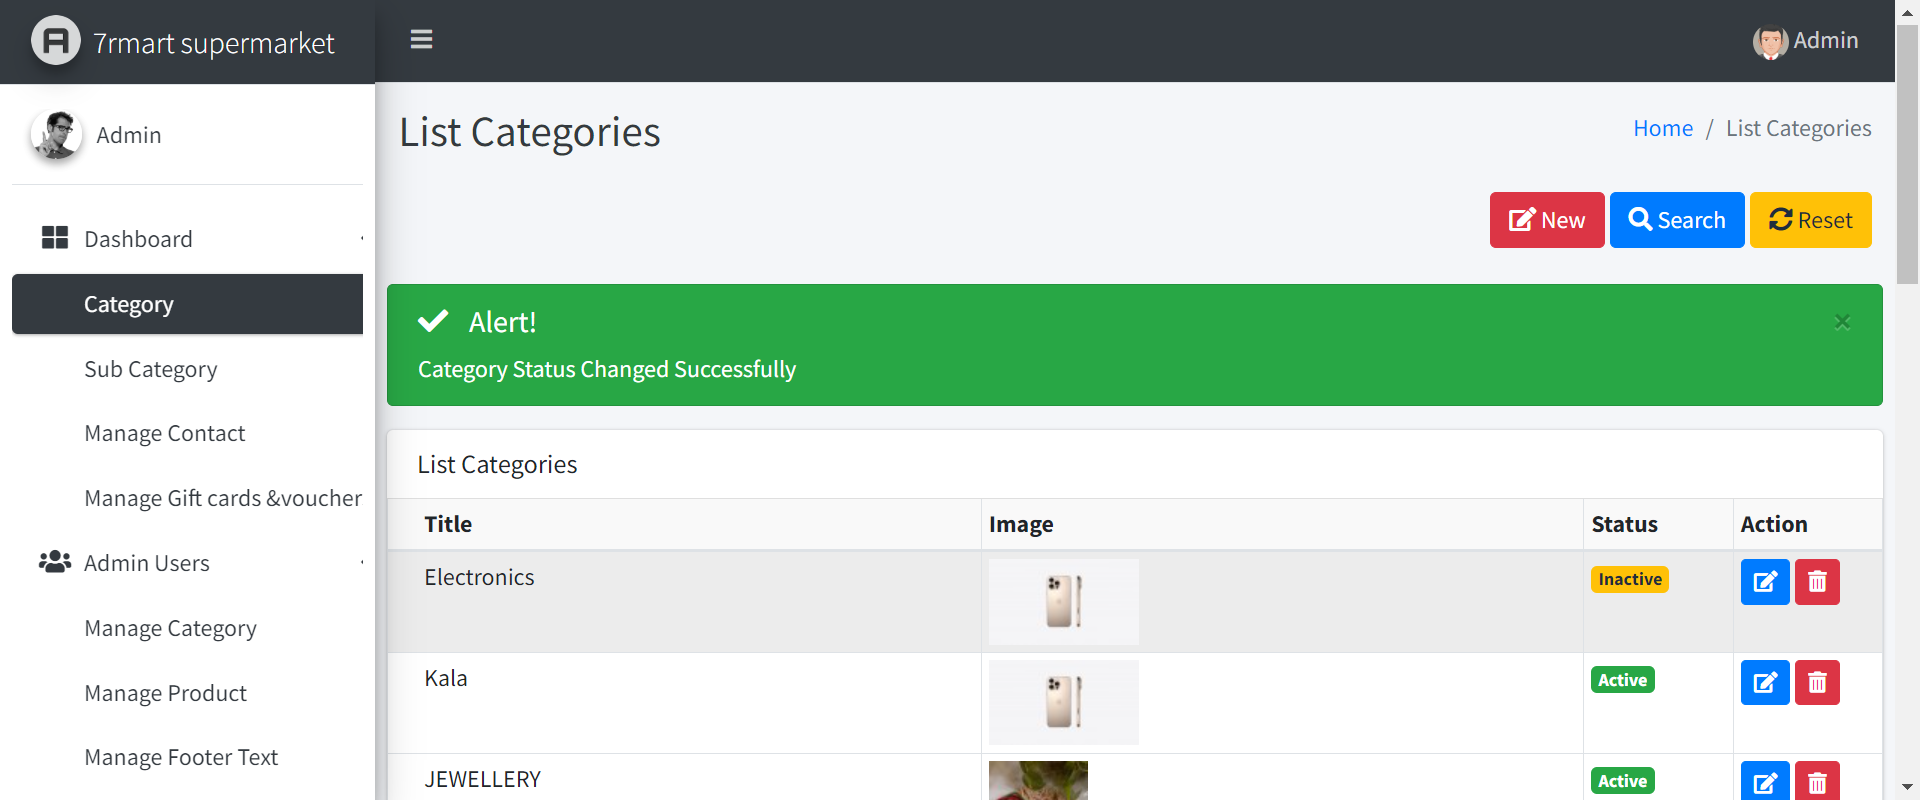 7rmart supermarket
Admin
Admin
List Categories
Home / List Categories
New
Search
Reset
Dashboard
Category
Sub Category
Manage Contact
Manage Gift cards &voucher
Admin Users
Manage Category
Manage Product
Manage Footer Text
Alert!
×
Category Status Changed Successfully
List Categories
Title Image Status Action
Electronics Inactive
Kala Active
JEWELLERY Active